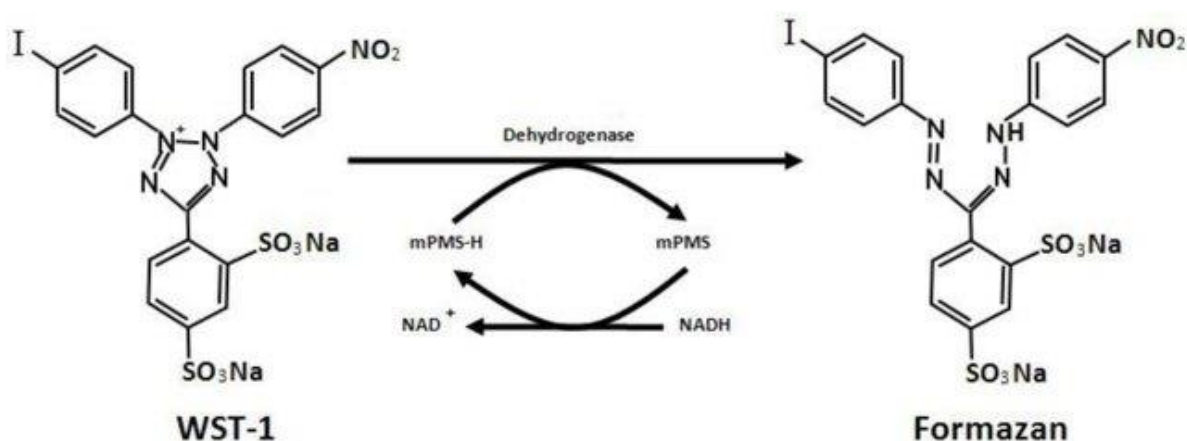 I
NO₂
N⁺
N
N
N
SO₃Na
SO₃Na
WST-1
Dehydrogenase
mPMS-H
mPMS
NAD⁺
NADH
I
NO₂
N
NH
N
N
SO₃Na
SO₃Na
Formazan